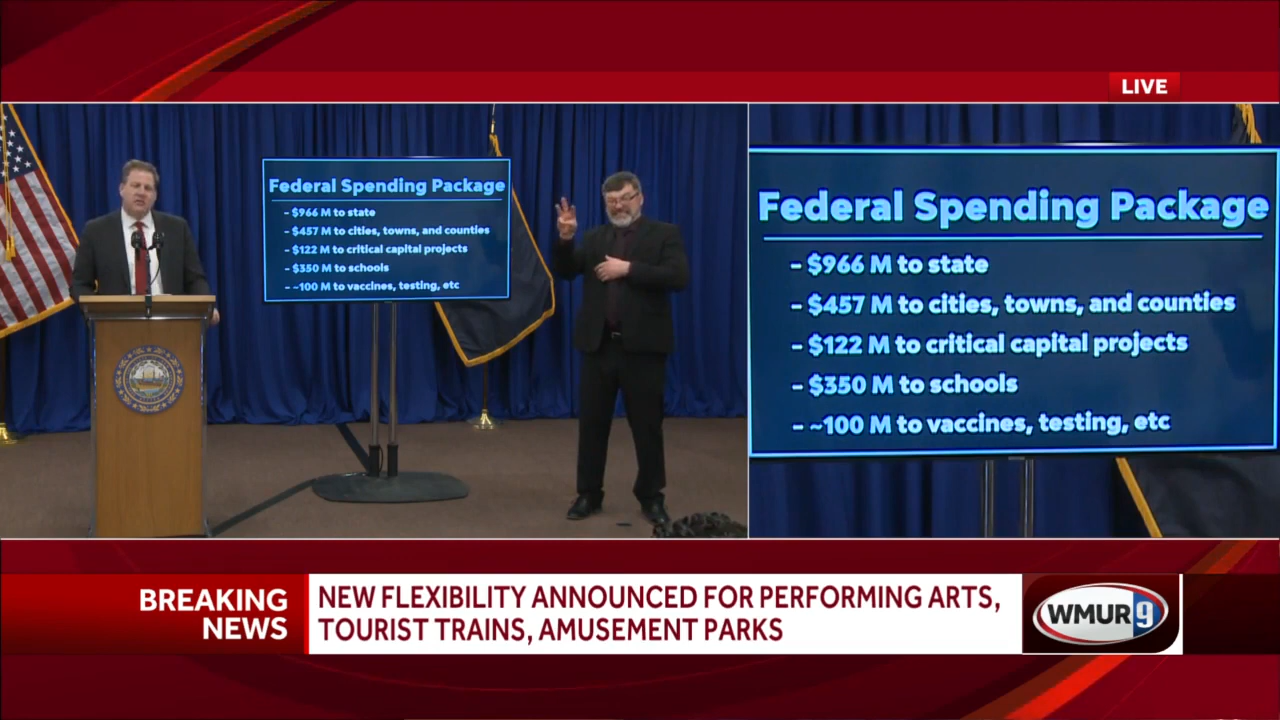 LIVE
Federal Spending Package
- $966 M to state
- $457 M to cities, towns, and counties
- $122 M to critical capital projects
- $350 M to schools
- ~100 M to vaccines, testing, etc
Federal Spending Package
- $966 M to state
- $457 M to cities, towns, and counties
- $122 M to critical capital projects
- $350 M to schools
- ~100 M to vaccines, testing, etc
BREAKING
NEWS
NEW FLEXIBILITY ANNOUNCED FOR PERFORMING ARTS,
TOURIST TRAINS, AMUSEMENT PARKS
WMUR 9